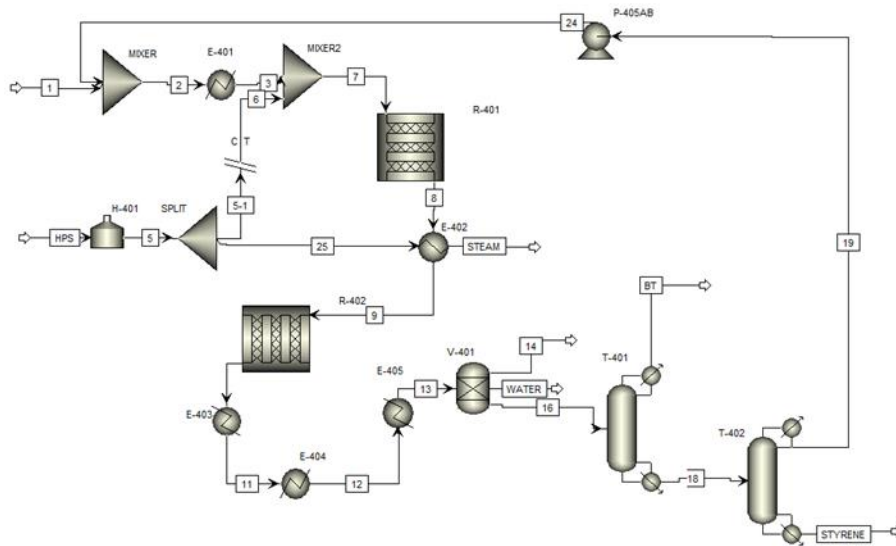 24
P-405AB
MIXER
E-401
MIXER2
1
2
3
6
7
R-401
C T
8
H-401
SPLIT
5-1
E-402
HPS
5
25
STEAM
19
R-402
9
BT
14
E-405
V-401
T-401
13
WATER
16
E-403
T-402
E-404
11
12
18
STYRENE